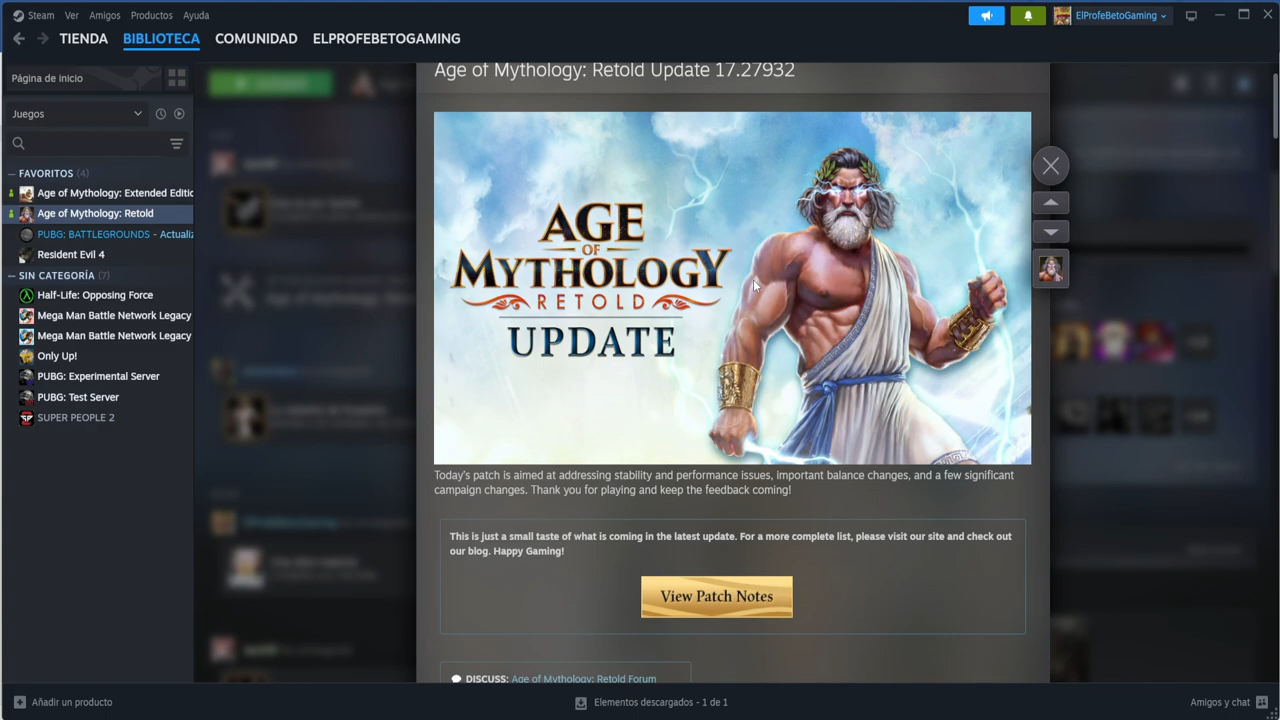 Steam Ver Amigos Productos Ayuda
ElProfeBetoGaming
TIENDA BIBLIOTECA COMUNIDAD ELPROFEBETOGAMING
Página de inicio
Juegos
FAVORITOS (4)
Age of Mythology: Extended Editic
Age of Mythology: Retold
PUBG: BATTLEGROUNDS - Actualiz
Resident Evil 4
SIN CATEGORÍA (7)
Half-Life: Opposing Force
Mega Man Battle Network Legacy
Mega Man Battle Network Legacy
Only Up!
PUBG: Experimental Server
PUBG: Test Server
SUPER PEOPLE 2
Age of Mythology: Retold Update 17.27932
AGE
OF
MYTHOLOGY
RETOLD
UPDATE
Today's patch is aimed at addressing stability and performance issues, important balance changes, and a few significant
campaign changes. Thank you for playing and keep the feedback coming!
This is just a small taste of what is coming in the latest update. For a more complete list, please visit our site and check out
our blog. Happy Gaming!
View Patch Notes
DISCUSS: Age of Mythology: Retold Forum
Añadir un producto
Elementos descargados - 1 de 1
Amigos y chat